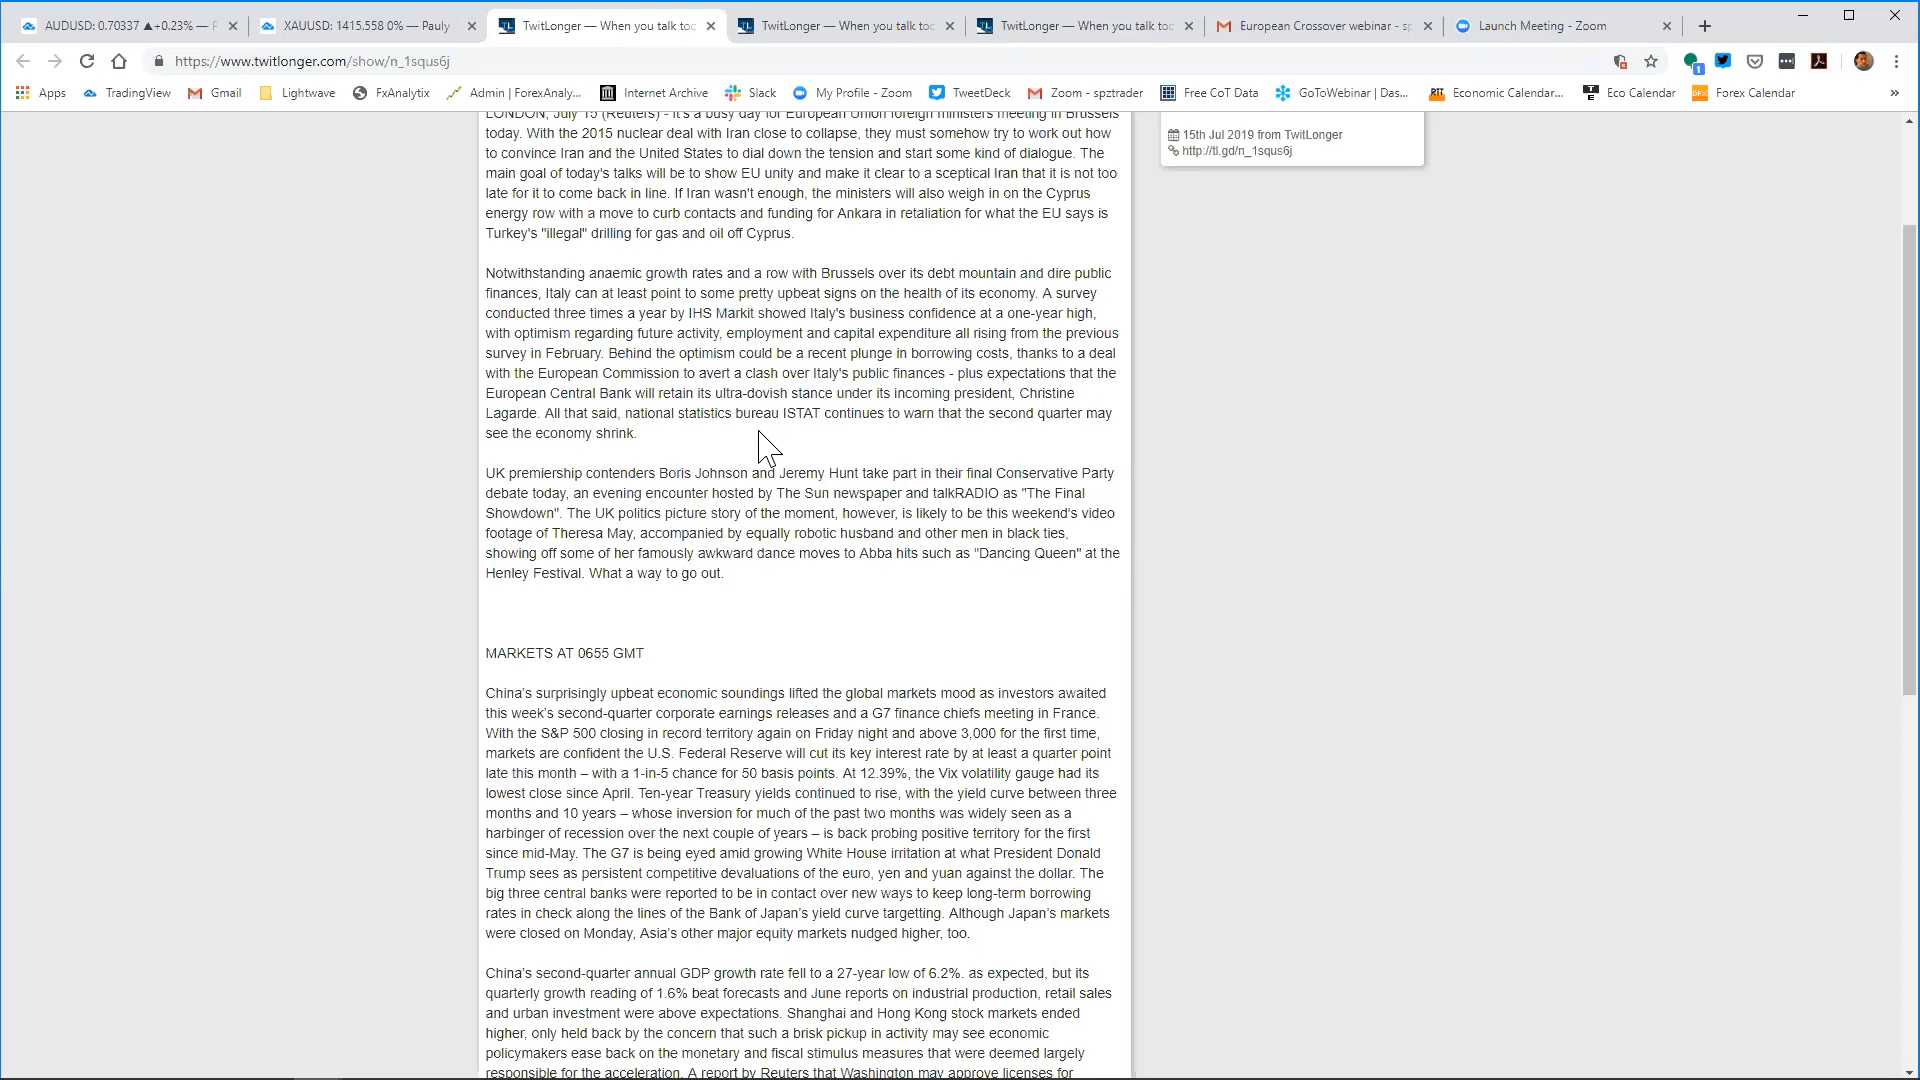 AUDUSD: 0.70337 ▲+0.23% — P
XAUUSD: 1415.558 0% — Pauly
TwitLonger — When you talk too
TwitLonger — When you talk too
TwitLonger — When you talk too
European Crossover webinar - sp
Launch Meeting - Zoom
https://www.twitlonger.com/show/n_1squs6j
Apps
TradingView
Gmail
Lightwave
FxAnalytix
Admin | ForexAnaly...
Internet Archive
Slack
My Profile - Zoom
TweetDeck
Zoom - spztrader
Free CoT Data
GoToWebinar | Das...
Economic Calendar...
Eco Calendar
Forex Calendar
»
LONDON, July 15 (Reuters) - It's a busy day for European Union foreign ministers meeting in Brussels
today. With the 2015 nuclear deal with Iran close to collapse, they must somehow try to work out how
to convince Iran and the United States to dial down the tension and start some kind of dialogue. The
main goal of today's talks will be to show EU unity and make it clear to a sceptical Iran that it is not too
late for it to come back in line. If Iran wasn't enough, the ministers will also weigh in on the Cyprus
energy row with a move to curb contacts and funding for Ankara in retaliation for what the EU says is
Turkey's "illegal" drilling for gas and oil off Cyprus.
Notwithstanding anaemic growth rates and a row with Brussels over its debt mountain and dire public
finances, Italy can at least point to some pretty upbeat signs on the health of its economy. A survey
conducted three times a year by IHS Markit showed Italy's business confidence at a one-year high,
with optimism regarding future activity, employment and capital expenditure all rising from the previous
survey in February. Behind the optimism could be a recent plunge in borrowing costs, thanks to a deal
with the European Commission to avert a clash over Italy's public finances - plus expectations that the
European Central Bank will retain its ultra-dovish stance under its incoming president, Christine
Lagarde. All that said, national statistics bureau ISTAT continues to warn that the second quarter may
see the economy shrink.
UK premiership contenders Boris Johnson and Jeremy Hunt take part in their final Conservative Party
debate today, an evening encounter hosted by The Sun newspaper and talkRADIO as "The Final
Showdown". The UK politics picture story of the moment, however, is likely to be this weekend's video
footage of Theresa May, accompanied by equally robotic husband and other men in black ties,
showing off some of her famously awkward dance moves to Abba hits such as "Dancing Queen" at the
Henley Festival. What a way to go out.
MARKETS AT 0655 GMT
China’s surprisingly upbeat economic soundings lifted the global markets mood as investors awaited
this week’s second-quarter corporate earnings releases and a G7 finance chiefs meeting in France.
With the S&P 500 closing in record territory again on Friday night and above 3,000 for the first time,
markets are confident the U.S. Federal Reserve will cut its key interest rate by at least a quarter point
late this month – with a 1-in-5 chance for 50 basis points. At 12.39%, the Vix volatility gauge had its
lowest close since April. Ten-year Treasury yields continued to rise, with the yield curve between three
months and 10 years – whose inversion for much of the past two months was widely seen as a
harbinger of recession over the next couple of years – is back probing positive territory for the first
since mid-May. The G7 is being eyed amid growing White House irritation at what President Donald
Trump sees as persistent competitive devaluations of the euro, yen and yuan against the dollar. The
big three central banks were reported to be in contact over new ways to keep long-term borrowing
rates in check along the lines of the Bank of Japan’s yield curve targetting. Although Japan’s markets
were closed on Monday, Asia’s other major equity markets nudged higher, too.
China’s second-quarter annual GDP growth rate fell to a 27-year low of 6.2%. as expected, but its
quarterly growth reading of 1.6% beat forecasts and June reports on industrial production, retail sales
and urban investment were above expectations. Shanghai and Hong Kong stock markets ended
higher, only held back by the concern that such a brisk pickup in activity may see economic
policymakers ease back on the monetary and fiscal stimulus measures that were deemed largely
responsible for the acceleration. A report by Reuters that Washington may approve licenses for
15th Jul 2019 from TwitLonger
http://tl.gd/n_1squs6j